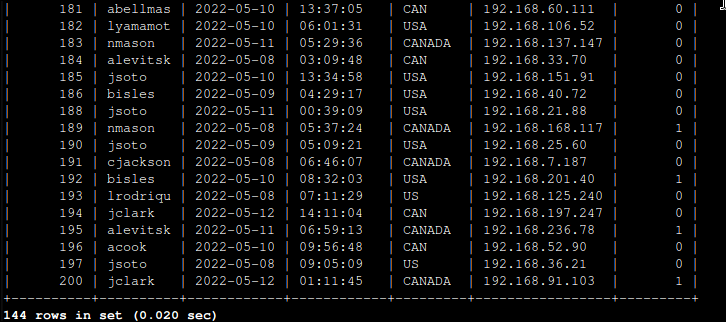 |       181 | abellmas | 2022-05-10 | 13:37:05   | CAN     | 192.168.60.111  |       0 |
|       182 | lyamamot | 2022-05-10 | 06:01:31   | USA     | 192.168.106.52  |       0 |
|       183 | nmason   | 2022-05-11 | 05:29:36   | CANADA  | 192.168.137.147 |       0 |
|       184 | alevitsk | 2022-05-08 | 03:09:48   | CAN     | 192.168.33.70   |       0 |
|       185 | jsoto    | 2022-05-10 | 13:34:58   | USA     | 192.168.151.91  |       0 |
|       186 | bisles   | 2022-05-09 | 04:29:17   | USA     | 192.168.40.72   |       0 |
|       188 | jsoto    | 2022-05-11 | 00:39:09   | USA     | 192.168.21.88   |       0 |
|       189 | nmason   | 2022-05-08 | 05:37:24   | CANADA  | 192.168.168.117 |       1 |
|       190 | jsoto    | 2022-05-09 | 05:09:21   | USA     | 192.168.25.60   |       0 |
|       191 | cjackson | 2022-05-08 | 06:46:07   | CANADA  | 192.168.7.187   |       0 |
|       192 | bisles   | 2022-05-10 | 08:32:03   | USA     | 192.168.201.40  |       1 |
|       193 | lrodriqu | 2022-05-08 | 07:11:29   | US      | 192.168.125.240 |       0 |
|       194 | jclark   | 2022-05-12 | 14:11:04   | CAN     | 192.168.197.247 |       0 |
|       195 | alevitsk | 2022-05-11 | 06:59:13   | CANADA  | 192.168.236.78  |       1 |
|       196 | acook    | 2022-05-10 | 09:56:48   | CAN     | 192.168.52.90   |       0 |
|       197 | jsoto    | 2022-05-08 | 09:05:09   | US      | 192.168.36.21   |       0 |
|       200 | jclark   | 2022-05-12 | 01:11:45   | CANADA  | 192.168.91.103  |       1 |
+-----------+----------+------------+------------+---------+-----------------+---------+
144 rows in set (0.020 sec)